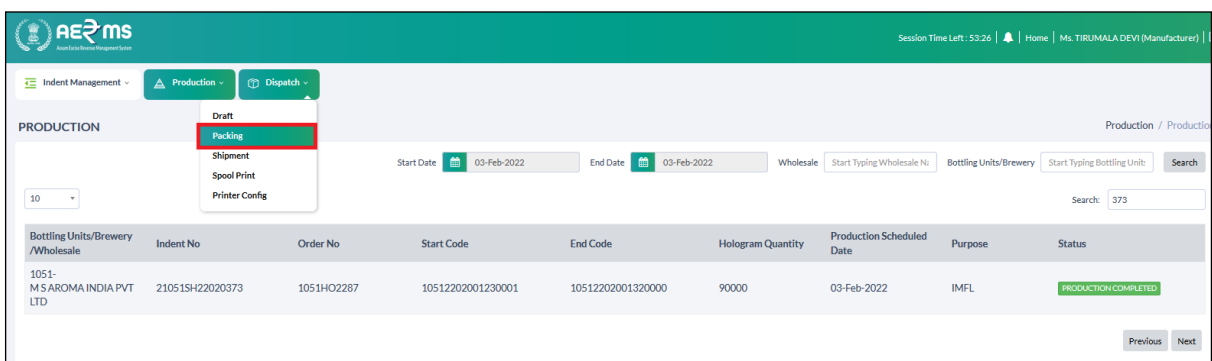 AERMS
Assam Excise Revenue Management System
Session Time Left : 53:26 | Home | Ms. TIRUMALA DEVI (Manufacturer) |
Indent Management
Production
Dispatch
Draft
Packing
Shipment
Spool Print
Printer Config
PRODUCTION
Production / Productio
Start Date 03-Feb-2022 End Date 03-Feb-2022 Wholesale Start Typing Wholesale Na Bottling Units/Brewery Start Typing Bottling Unit: Search
10
Search: 373
Bottling Units/Brewery /Wholesale Indent No Order No Start Code End Code Hologram Quantity Production Scheduled Date Purpose Status
1051-
M S AROMA INDIA PVT LTD 21051SH22020373 1051HO2287 10512202001230001 10512202001320000 90000 03-Feb-2022 IMFL PRODUCTION COMPLETED
Previous Next